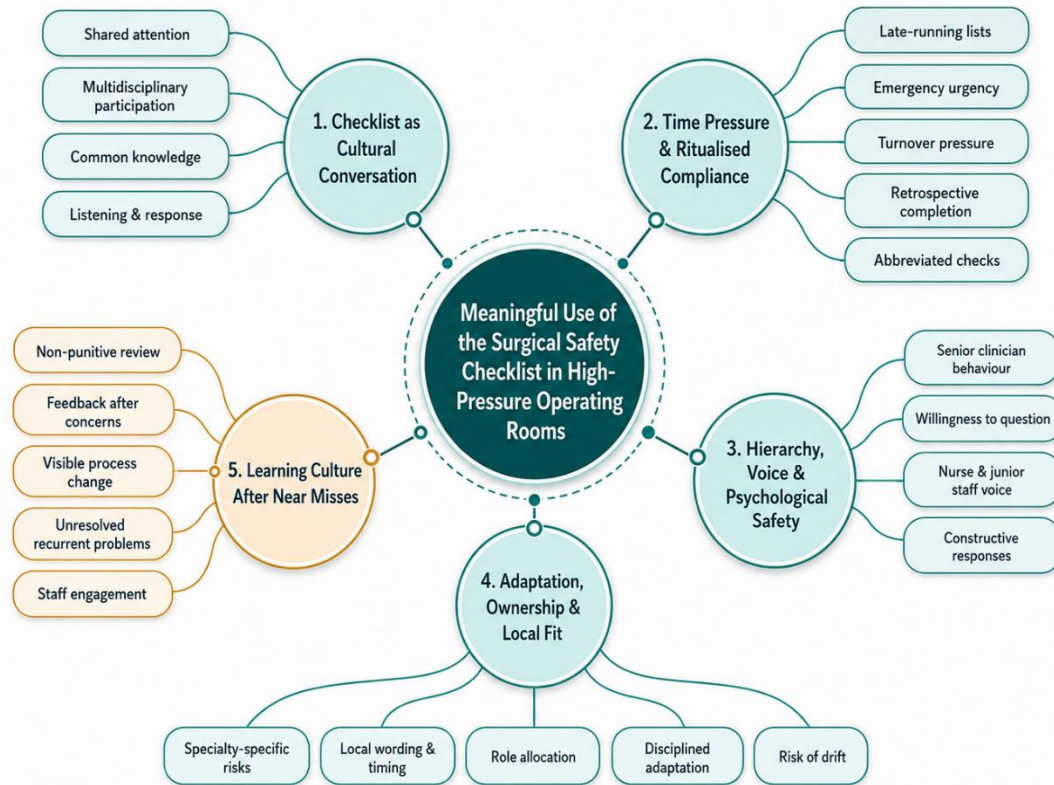 Meaningful Use of
the Surgical Safety
Checklist in High-
Pressure Operating
Rooms
1. Checklist as
Cultural
Conversation
Shared attention
Multidisciplinary
participation
Common knowledge
Listening & response
2. Time Pressure
& Ritualised
Compliance
Late-running lists
Emergency urgency
Turnover pressure
Retrospective
completion
Abbreviated checks
3. Hierarchy,
Voice &
Psychological
Safety
Senior clinician
behaviour
Willingness to question
Nurse & junior
staff voice
Constructive
responses
4. Adaptation,
Ownership &
Local Fit
Specialty-specific
risks
Local wording &
timing
Role allocation
Disciplined
adaptation
Risk of drift
5. Learning Culture
After Near Misses
Non-punitive review
Feedback after
concerns
Visible process
change
Unresolved
recurrent problems
Staff engagement